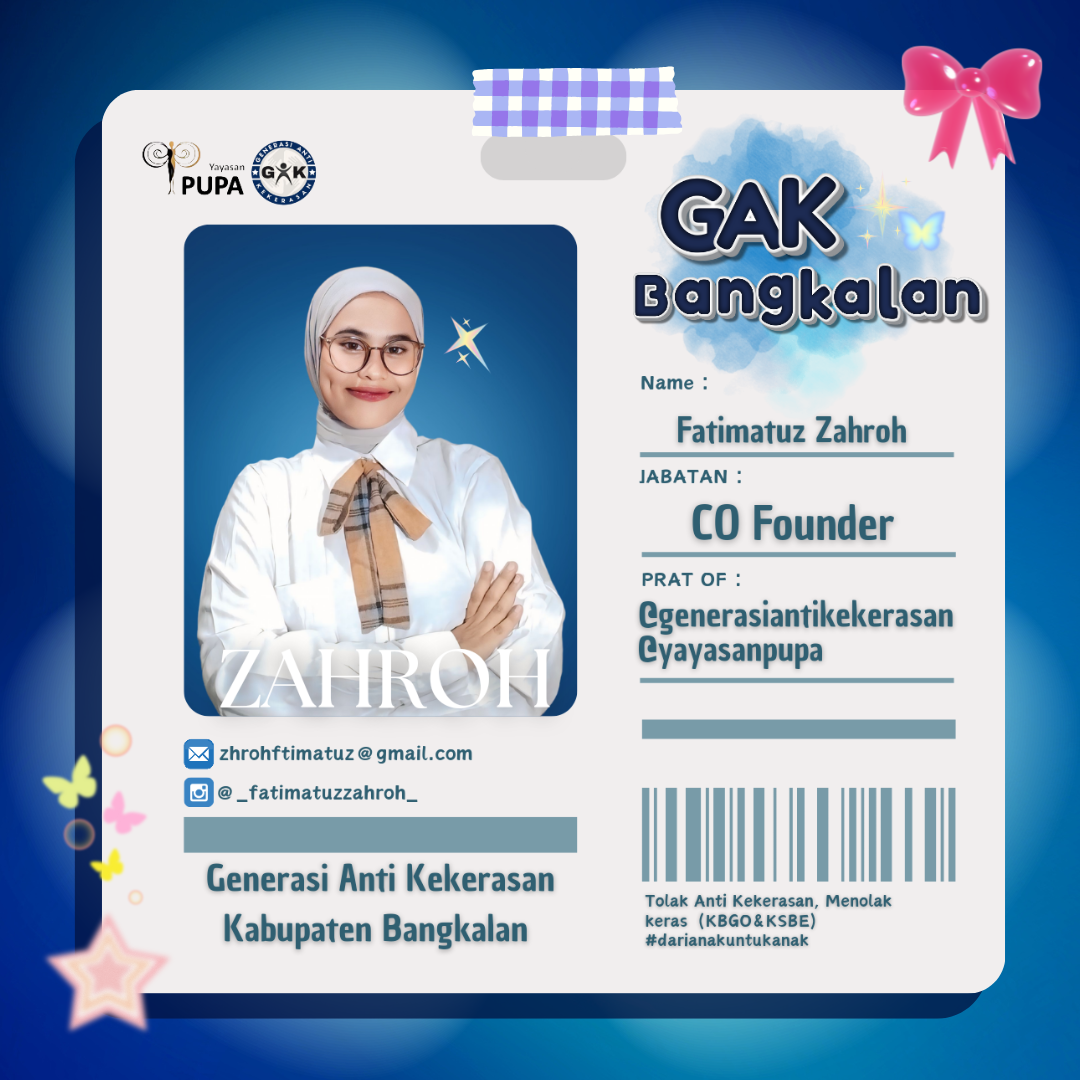 Yayasan
PUPA
GENERASI ANTI
GAK
KEKERASAN
GAK
Bangkalan
Name :
Fatimatuz Zahroh
JABATAN :
CO Founder
PRAT OF :
@generasiantikekerasan
@yayasanpupa
ZAHROH
zhrohftimatuz@gmail.com
@_fatimatuzzahroh_
Generasi Anti Kekerasan
Kabupaten Bangkalan
Tolak Anti Kekerasan, Menolak
keras (KBGO&KSBE)
#darianakuntukanak